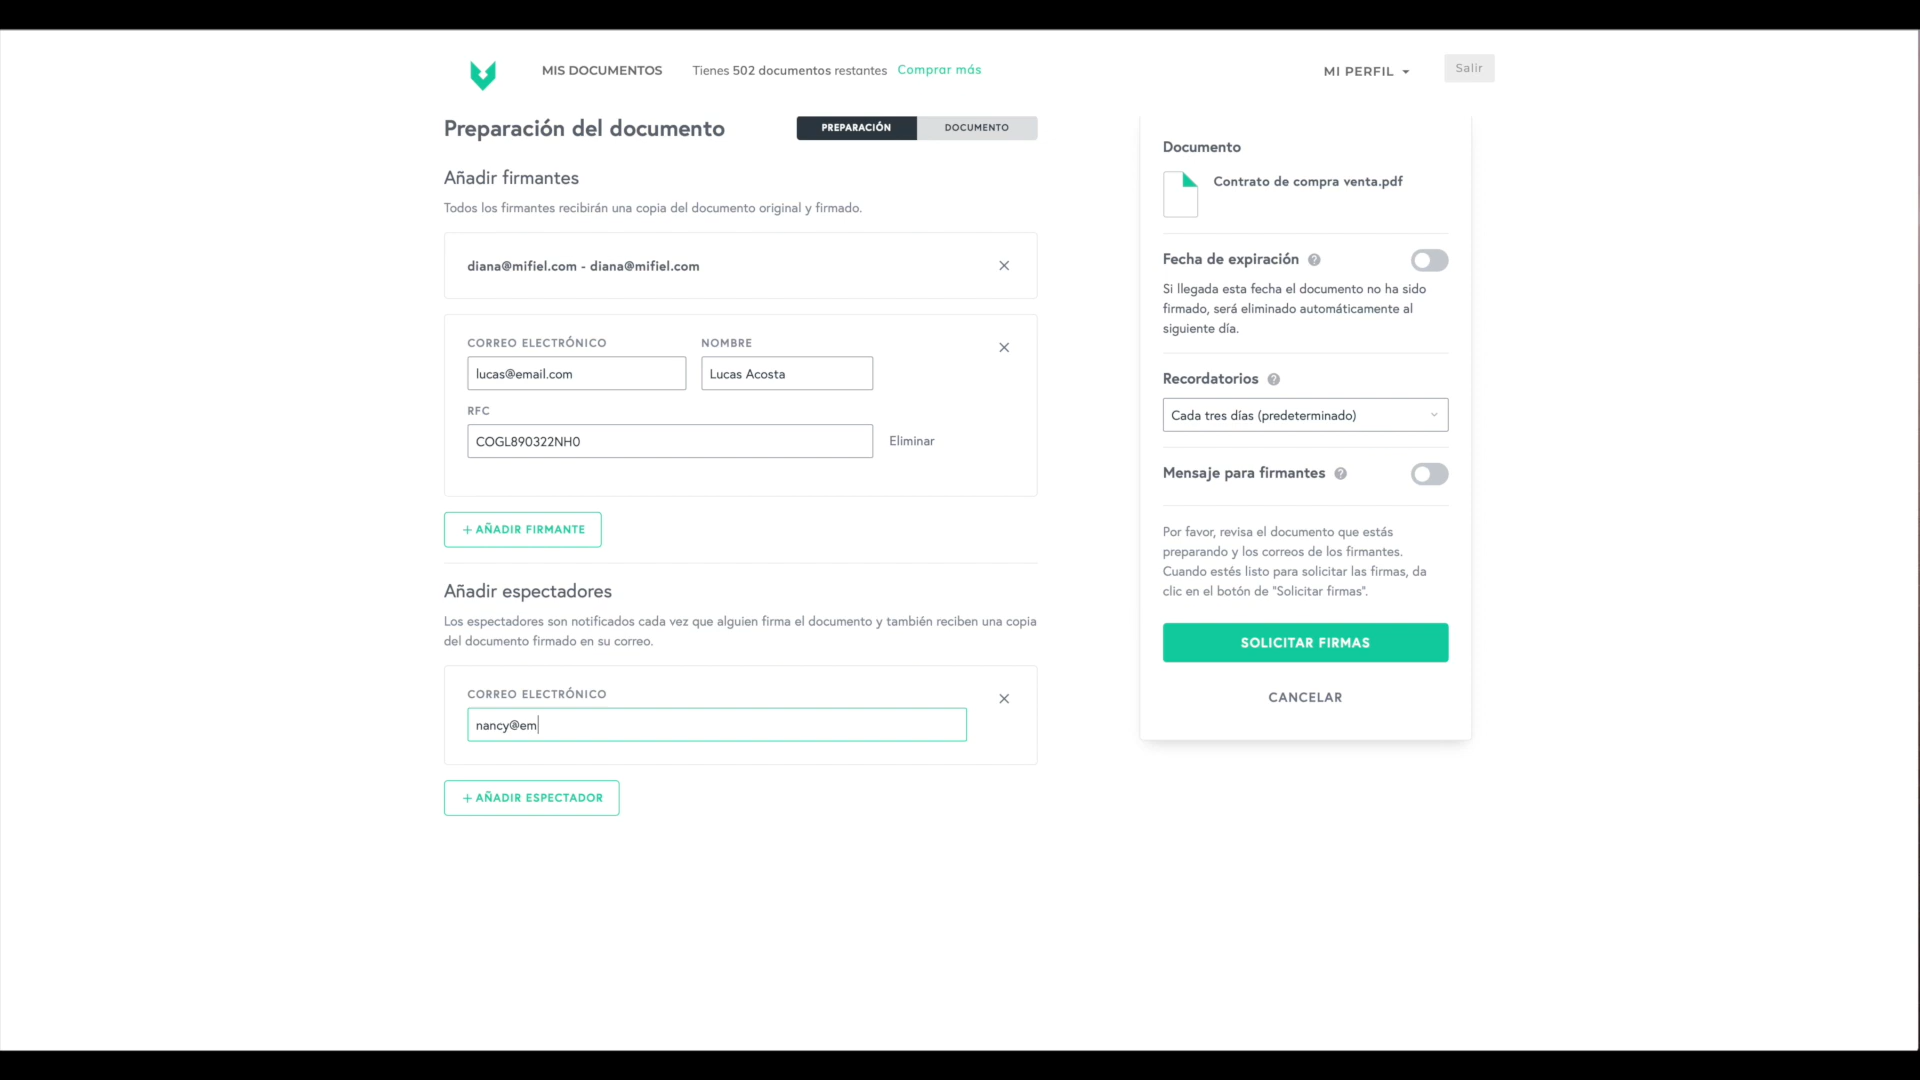 MIS DOCUMENTOS
Tienes 502 documentos restantes
Comprar más
MI PERFIL
Salir
Preparación del documento
PREPARACIÓN
DOCUMENTO
Añadir firmantes
Todos los firmantes recibirán una copia del documento original y firmado.
diana@mifiel.com - diana@mifiel.com
CORREO ELECTRÓNICO
NOMBRE
lucas@email.com
Lucas Acosta
RFC
COGL890322NH0
Eliminar
+ AÑADIR FIRMANTE
Añadir espectadores
Los espectadores son notificados cada vez que alguien firma el documento y también reciben una copia
del documento firmado en su correo.
CORREO ELECTRÓNICO
nancy@em
+ AÑADIR ESPECTADOR
Documento
Contrato de compra venta.pdf
Fecha de expiración ?
Si llegada esta fecha el documento no ha sido
firmado, será eliminado automáticamente al
siguiente día.
Recordatorios ?
Cada tres días (predeterminado)
Mensaje para firmantes ?
Por favor, revisa el documento que estás
preparando y los correos de los firmantes.
Cuando estés listo para solicitar las firmas, da
clic en el botón de "Solicitar firmas".
SOLICITAR FIRMAS
CANCELAR